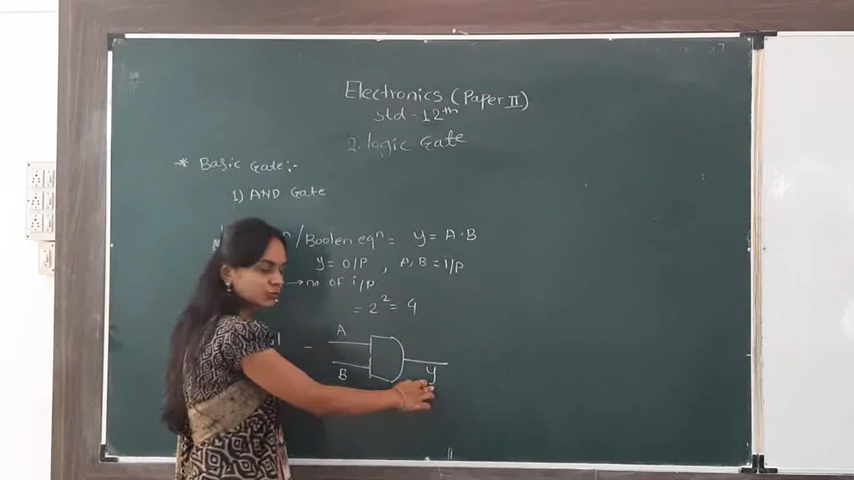 Electronics (Paper II)
std - 12th
2. logic Gate
* Basic Gate:-
1) AND Gate
/Boolen eqn = y = A·B
y = O/P , A, B = i/p
→ no of i/p
= 2² = 4
- A
B y